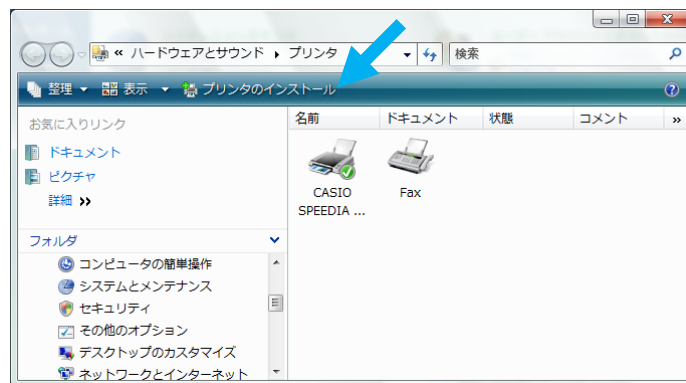 « ハードウェアとサウンド ▸ プリンタ
検索
整理 表示 プリンタのインストール
お気に入りリンク
ドキュメント
ピクチャ
詳細 »
フォルダ
コンピュータの簡単操作
システムとメンテナンス
セキュリティ
その他のオプション
デスクトップのカスタマイズ
ネットワークとインターネット
名前 ドキュメント 状態 コメント »
CASIO
SPEEDIA ...
Fax